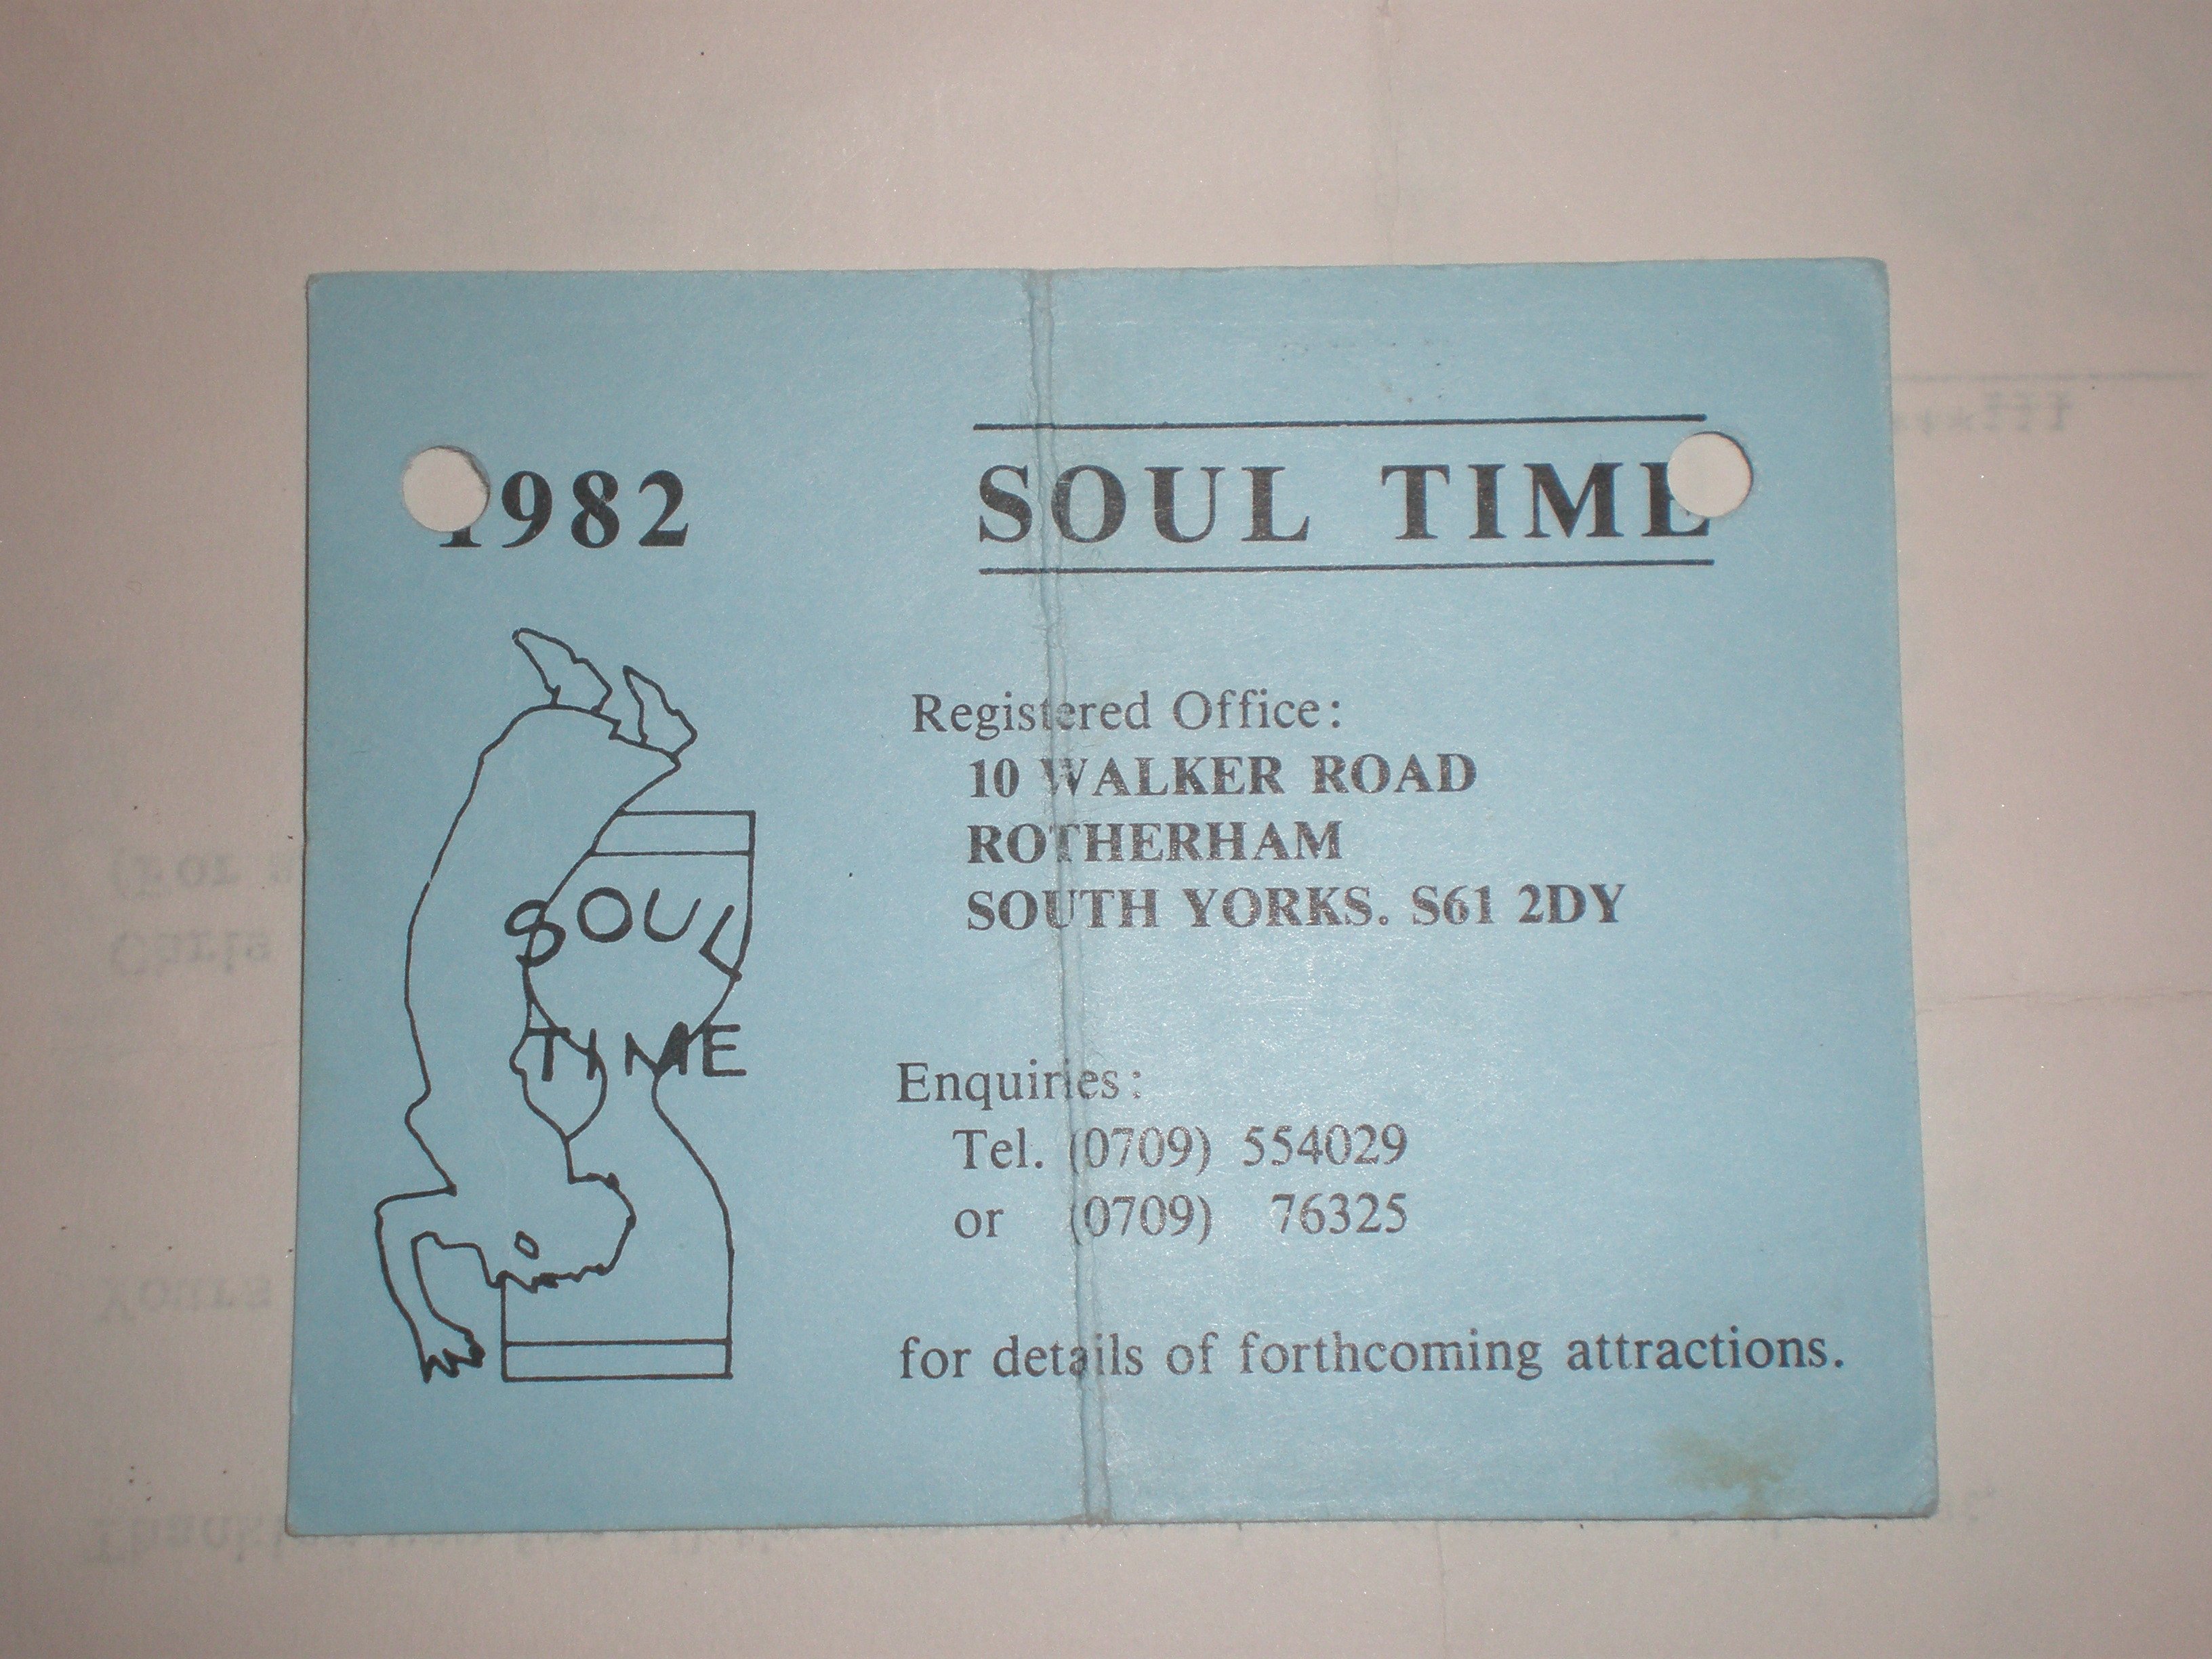 1982
SOUL TIME
SOUL
TIME
Registered Office:
10 WALKER ROAD
ROTHERHAM
SOUTH YORKS. S61 2DY
Enquiries:
Tel. (0709) 554029
or (0709) 76325
for details of forthcoming attractions.